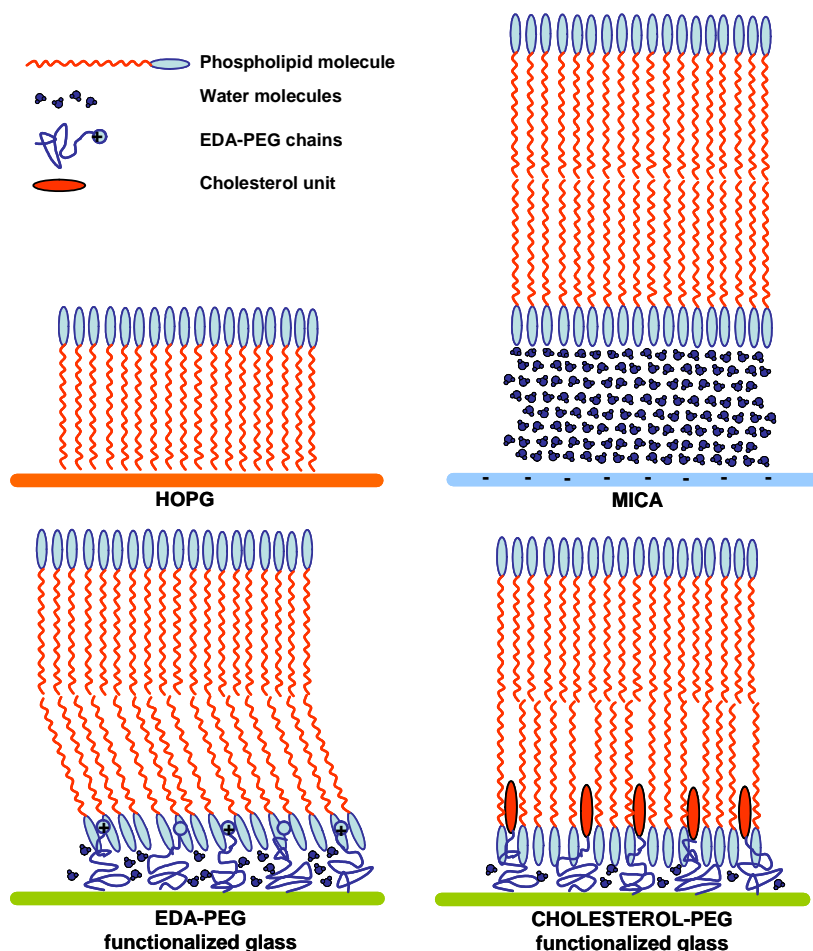 Phospholipid molecule
Water molecules
EDA-PEG chains
+
Cholesterol unit
- - - - - - - -
HOPG
MICA
+ + +
EDA-PEG
functionalized glass
CHOLESTEROL-PEG
functionalized glass